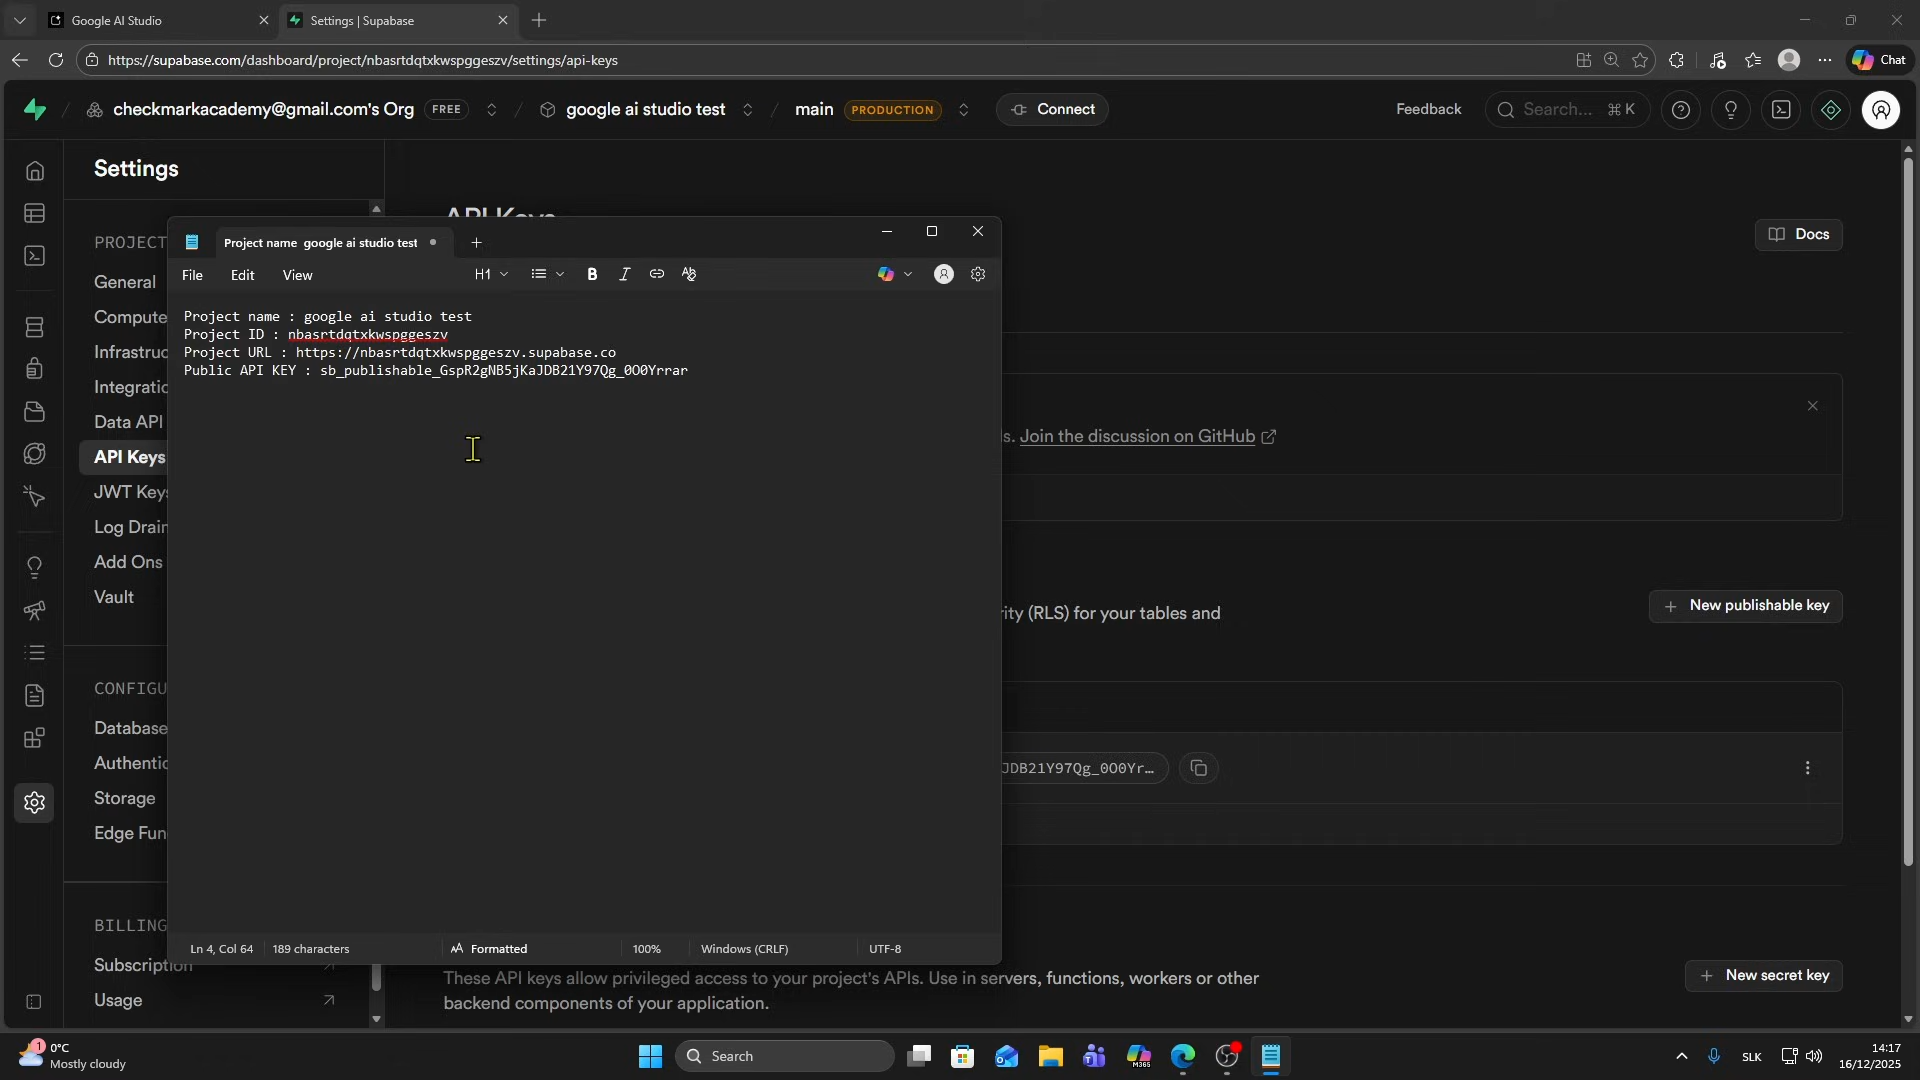 Google AI Studio
Settings | Supabase
https://supabase.com/dashboard/project/nbasrtdqtxkwspggeszv/settings/api-keys
Chat
checkmarkacademy@gmail.com's Org FREE
google ai studio test
main PRODUCTION
Connect
Feedback
Search... ⌘ K
Settings
API Keys
Docs
PROJECT
General
Compute
Infrastruc
Integratio
Data API
API Keys
JWT Keys
Log Drain
Add Ons
Vault
CONFIGU
Database
Authentic
Storage
Edge Fun
BILLING
Subscription
Usage
Project name google ai studio test
File Edit View H1
Project name : google ai studio test
Project ID : nbasrtdqtxkwspggeszv
Project URL : https://nbasrtdqtxkwspggeszv.supabase.co
Public API KEY : sb_publishable_GspR2gNB5jKaJDB21Y97Qg_0O0Yrrar
Ln 4, Col 64 189 characters Formatted 100% Windows (CRLF) UTF-8
s. Join the discussion on GitHub
rity (RLS) for your tables and
New publishable key
JDB21Y97Qg_0O0Yr...
These API keys allow privileged access to your project's APIs. Use in servers, functions, workers or other
backend components of your application.
New secret key
1
0°C
Mostly cloudy
Search
M365
SLK
14:17
16/12/2025